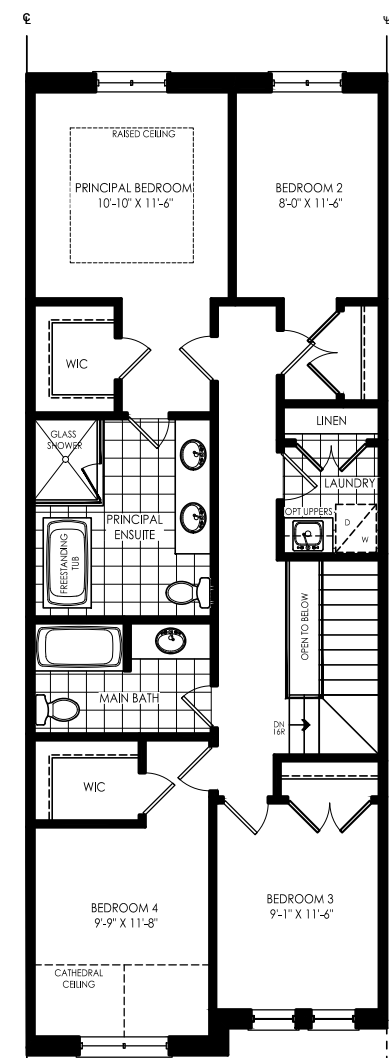 ℄
℄
RAISED CEILING
PRINCIPAL BEDROOM
10'-10" X 11'-6"
BEDROOM 2
8'-0" X 11'-6"
WIC
LINEN
GLASS
SHOWER
LAUNDRY
OPT UPPERS
D
W
PRINCIPAL
ENSUITE
FREESTANDING
TUB
OPEN TO BELOW
MAIN BATH
DN
16R
WIC
BEDROOM 3
9'-1" X 11'-6"
BEDROOM 4
9'-9" X 11'-8"
CATHEDRAL
CEILING